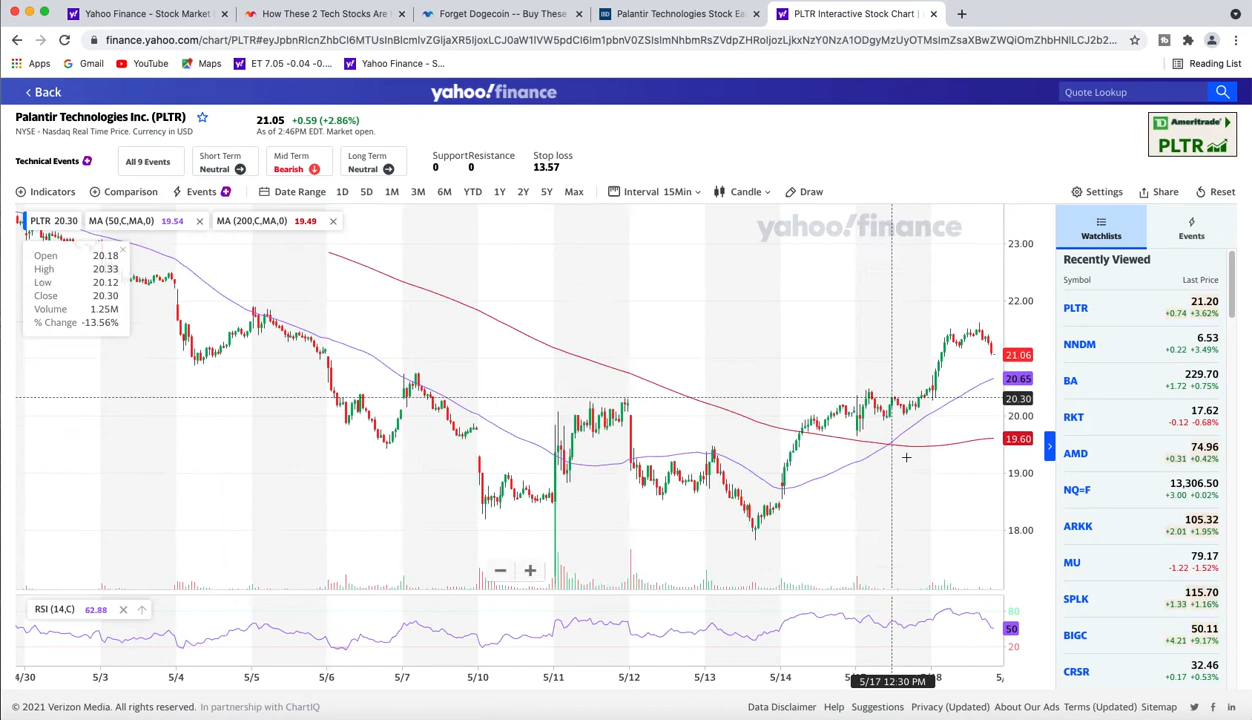 Yahoo Finance - Stock Market
How These 2 Tech Stocks Are
Forget Dogecoin -- Buy These
Palantir Technologies Stock Ea
PLTR Interactive Stock Chart |
Apps Gmail YouTube Maps ET 7.05 -0.04 -0.... Yahoo Finance - S... Reading List
Back
yahoo!finance
Quote Lookup
Palantir Technologies Inc. (PLTR)
NYSE - Nasdaq Real Time Price. Currency in USD
21.05 +0.59 (+2.86%)
As of 2:46PM EDT. Market open.
Ameritrade
PLTR
Technical Events
All 9 Events
Short Term
Neutral
Mid Term
Bearish
Long Term
Neutral
Support Resistance
0 0
Stop loss
13.57
Indicators Comparison Events Date Range 1D 5D 1M 3M 6M YTD 1Y 2Y 5Y Max Interval 15Min Candle Draw Settings Share Reset
PLTR 20.30 MA (50,C,MA,0) 19.54 MA (200,C,MA,0) 19.49
yahoo!finance
Open 20.18
High 20.33
Low 20.12
Close 20.30
Volume 1.25M
% Change -13.56%
23.00
22.00
21.06
20.65
20.30
20.00
19.60
19.00
18.00
RSI (14,C) 62.88
80
50
20
4/30 5/3 5/4 5/5 5/6 5/7 5/10 5/11 5/12 5/13 5/14
5/17 12:30 PM
Watchlists
Events
Recently Viewed
Symbol Last Price
PLTR 21.20
+0.74 +3.62%
NNDM 6.53
+0.22 +3.49%
BA 229.70
+1.72 +0.75%
RKT 17.62
-0.12 -0.68%
AMD 74.96
+0.31 +0.42%
NQ=F 13,306.50
+3.00 +0.02%
ARKK 105.32
+2.01 +1.95%
MU 79.17
-1.22 -1.52%
SPLK 115.70
+1.33 +1.16%
BIGC 50.11
+4.21 +9.17%
CRSR 32.46
+0.17 +0.53%
© 2021 Verizon Media. All rights reserved. In partnership with ChartIQ
Data Disclaimer Help Suggestions Privacy (Updated) About Our Ads Terms (Updated) Sitemap